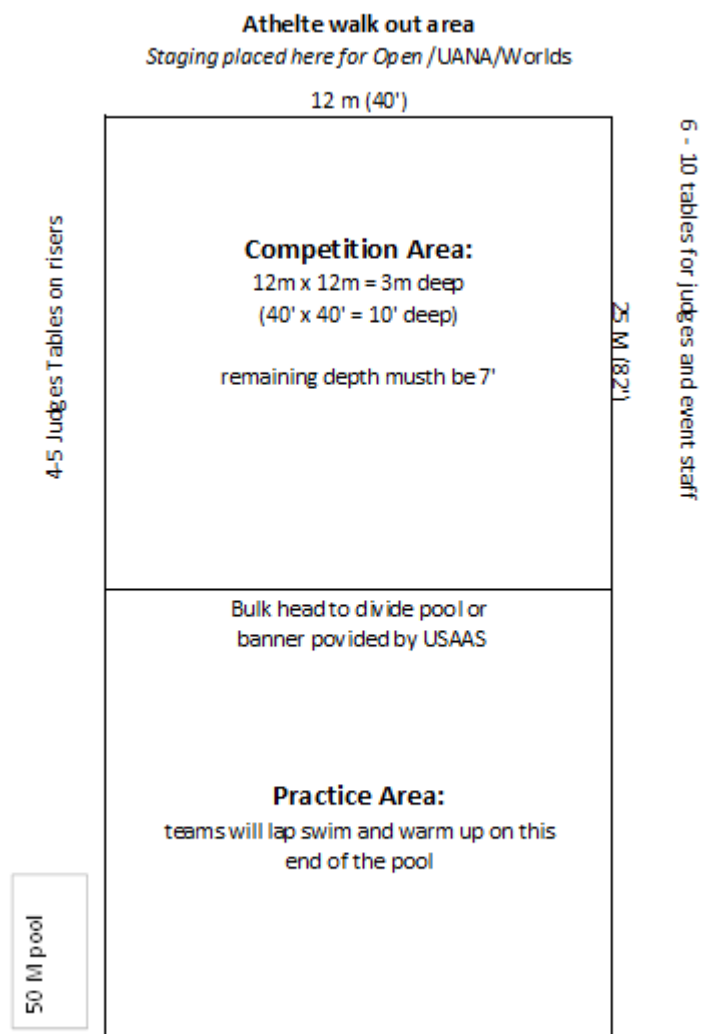 Athelte walk out area
Staging placed here for Open /UANA/Worlds
12 m (40')
4-5 Judges Tables on risers
Competition Area:
12m x 12m = 3m deep
(40' x 40' = 10' deep)
remaining depth musth be 7'
25 M (82')
6 - 10 tables for judges and event staff
Bulk head to divide pool or
banner povided by USAAS
Practice Area:
teams will lap swim and warm up on this
end of the pool
50 M pool